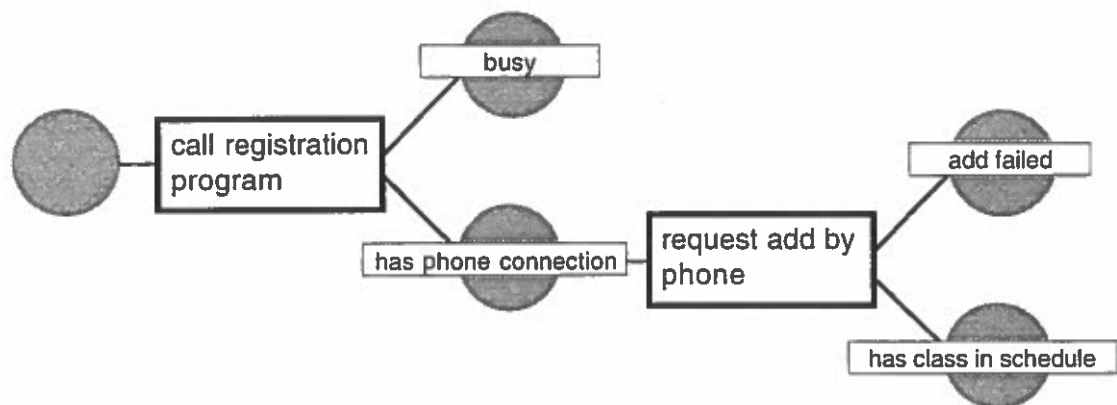 busy
call registration
program
add failed
has phone connection
request add by
phone
has class in schedule